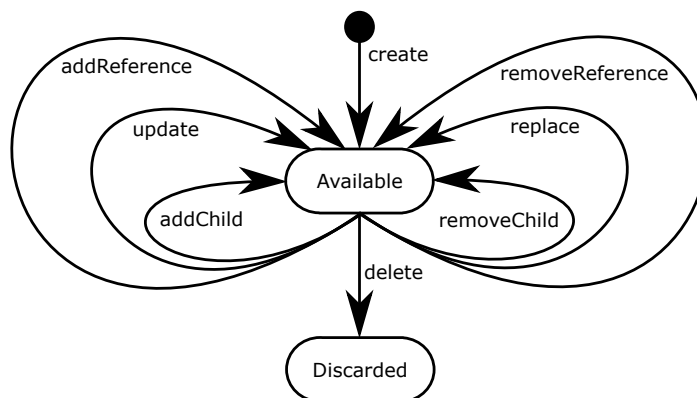 create
addReference
removeReference
update
replace
Available
addChild
removeChild
delete
Discarded